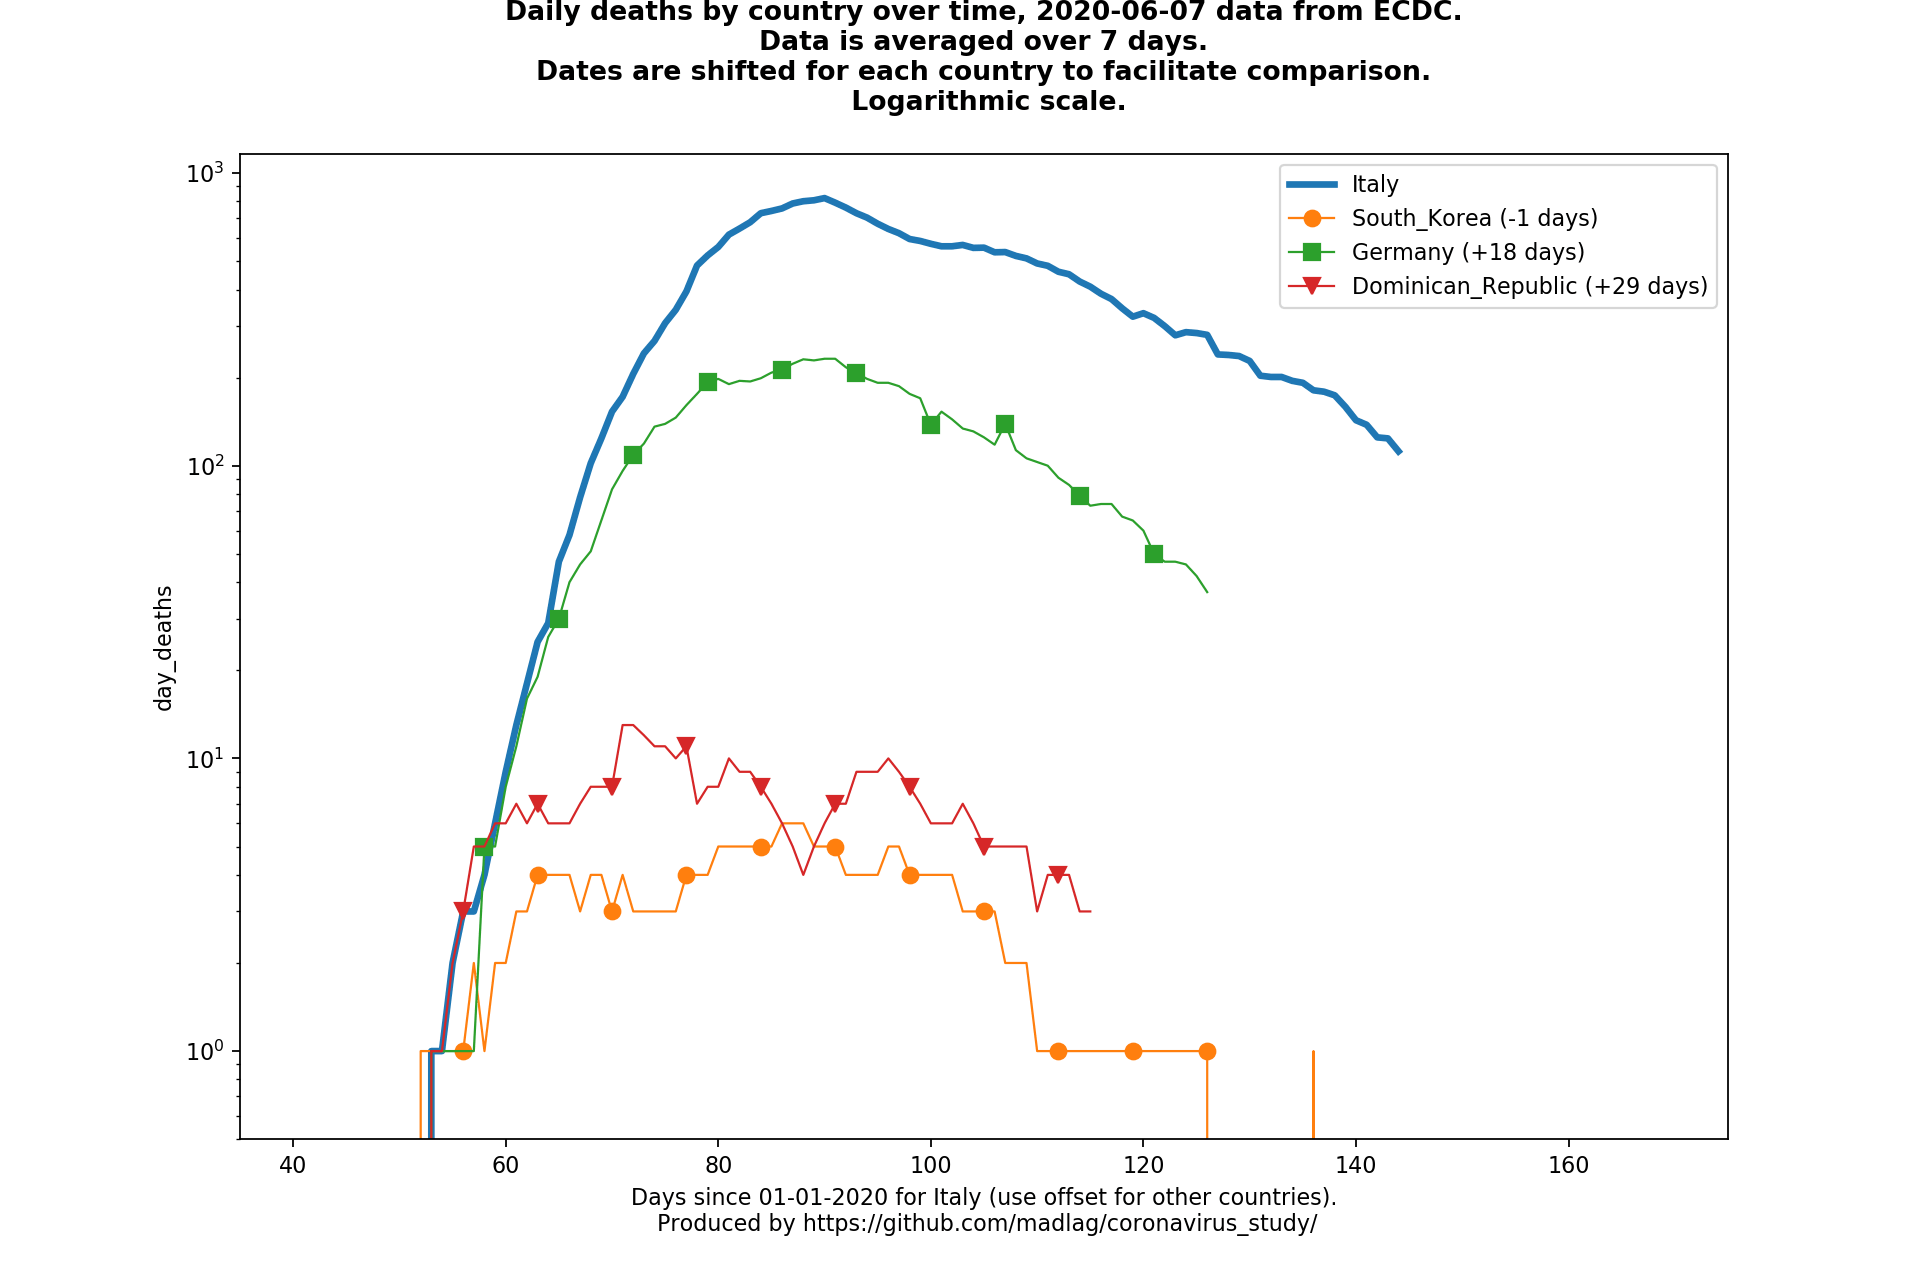 Daily deaths by country over time, 2020-06-07 data from ECDC.
Data is averaged over 7 days.
Dates are shifted for each country to facilitate comparison.
Logarithmic scale.
10³
10²
10¹
10⁰
day_deaths
Italy
South_Korea (-1 days)
Germany (+18 days)
Dominican_Republic (+29 days)
40 60 80 100 120 140 160
Days since 01-01-2020 for Italy (use offset for other countries).
Produced by https://github.com/madlag/coronavirus_study/